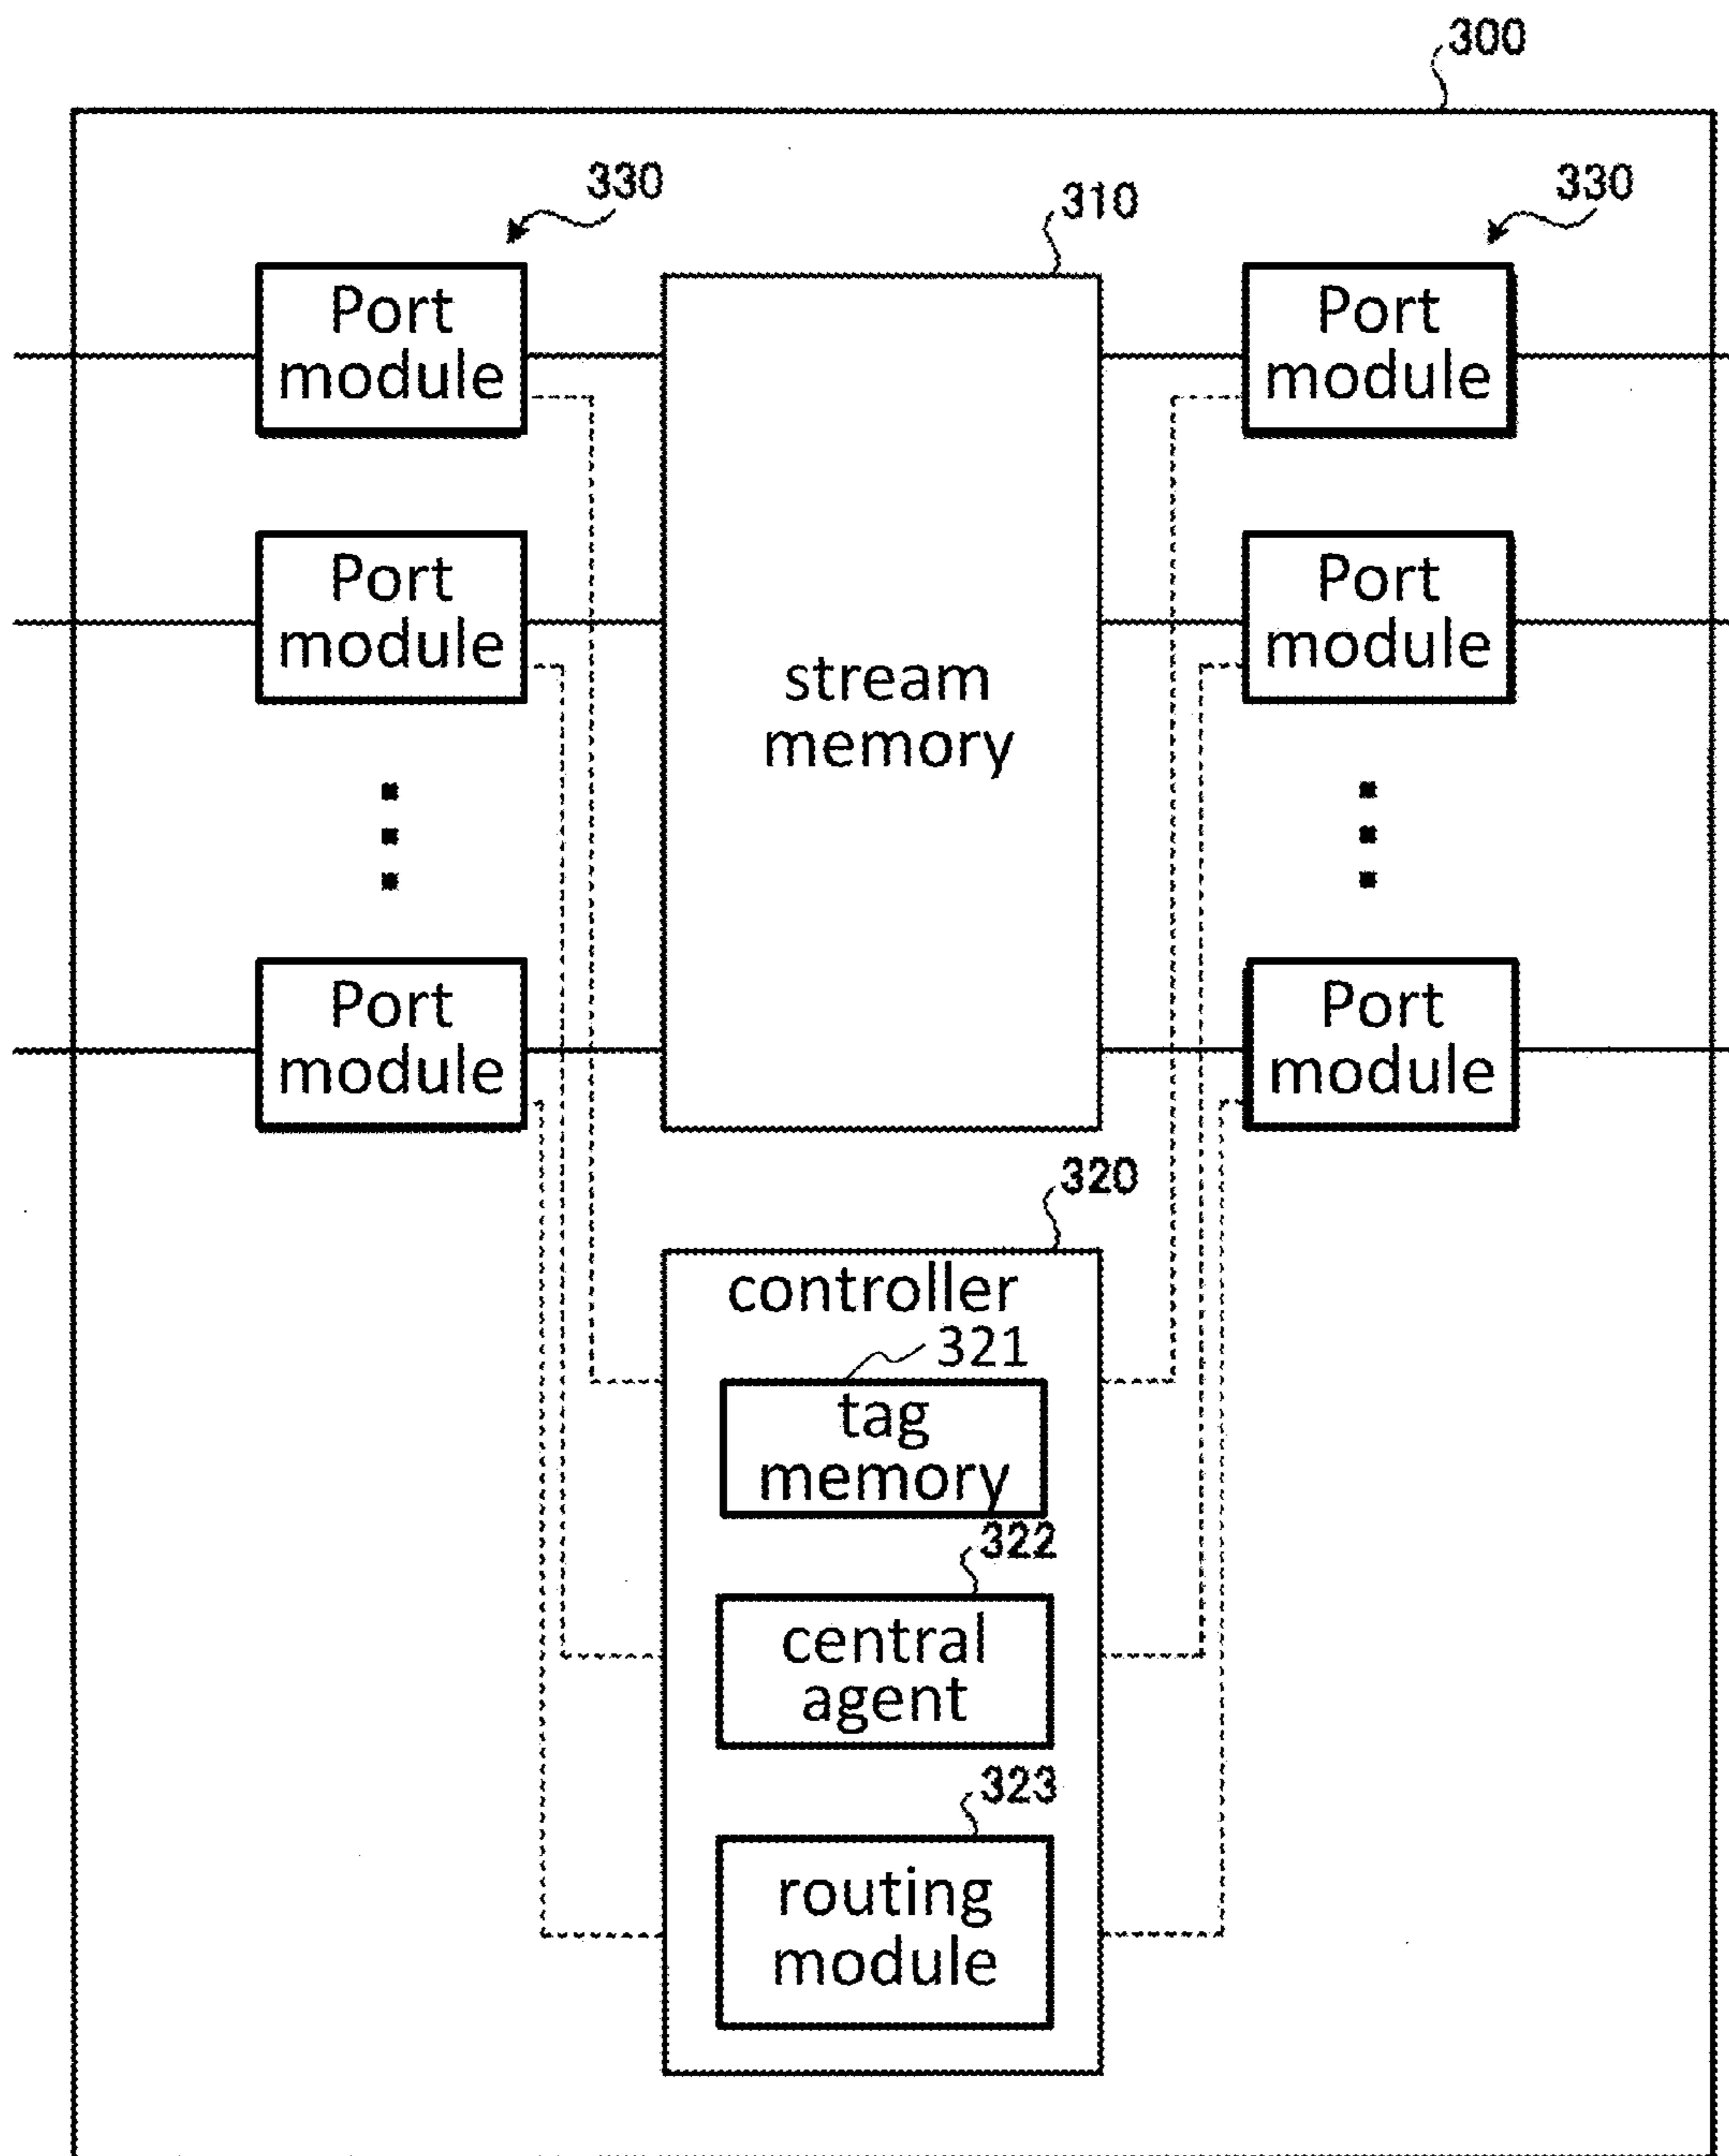 300
330
310
330
Port
module
Port
module
Port
module
Port
module
stream
memory
Port
module
Port
module
320
controller
321
tag
memory
322
central
agent
323
routing
module